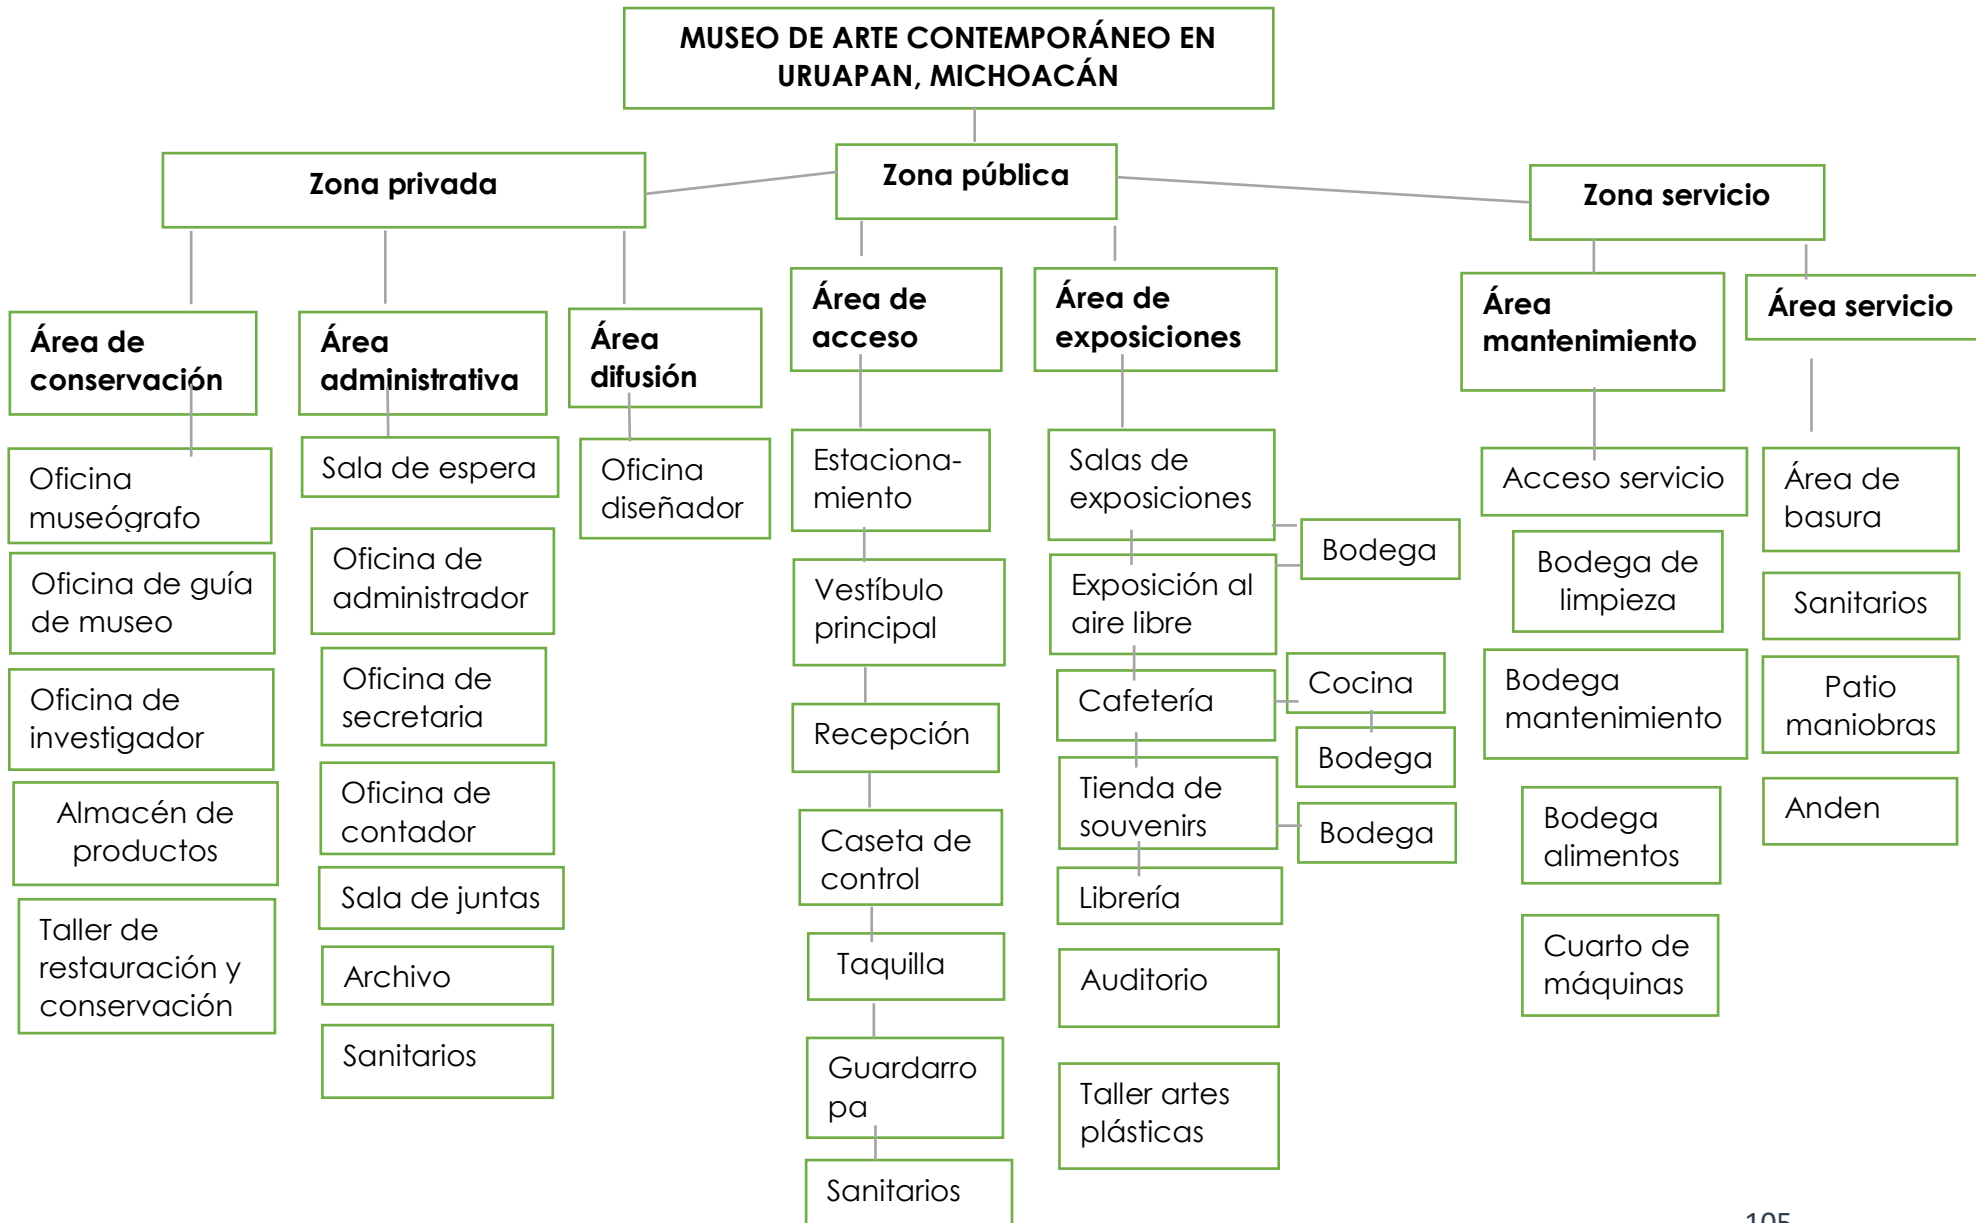 MUSEO DE ARTE CONTEMPORÁNEO EN
URUAPAN, MICHOACÁN
Zona privada
Zona pública
Zona servicio
Área de
conservación
Oficina
museógrafo
Oficina de guía
de museo
Oficina de
investigador
Almacén de
productos
Taller de
restauración y
conservación
Área
administrativa
Sala de espera
Oficina de
administrador
Oficina de
secretaria
Oficina de
contador
Sala de juntas
Archivo
Sanitarios
Área
difusión
Oficina
diseñador
Área de
acceso
Estaciona-
miento
Vestíbulo
principal
Recepción
Caseta de
control
Taquilla
Guardarro
pa
Sanitarios
Área de
exposiciones
Salas de
exposiciones
Bodega
Exposición al
aire libre
Cafetería
Cocina
Bodega
Tienda de
souvenirs
Bodega
Librería
Auditorio
Taller artes
plásticas
Área
mantenimiento
Acceso servicio
Bodega de
limpieza
Bodega
mantenimiento
Bodega
alimentos
Cuarto de
máquinas
Área servicio
Área de
basura
Sanitarios
Patio
maniobras
Anden
105